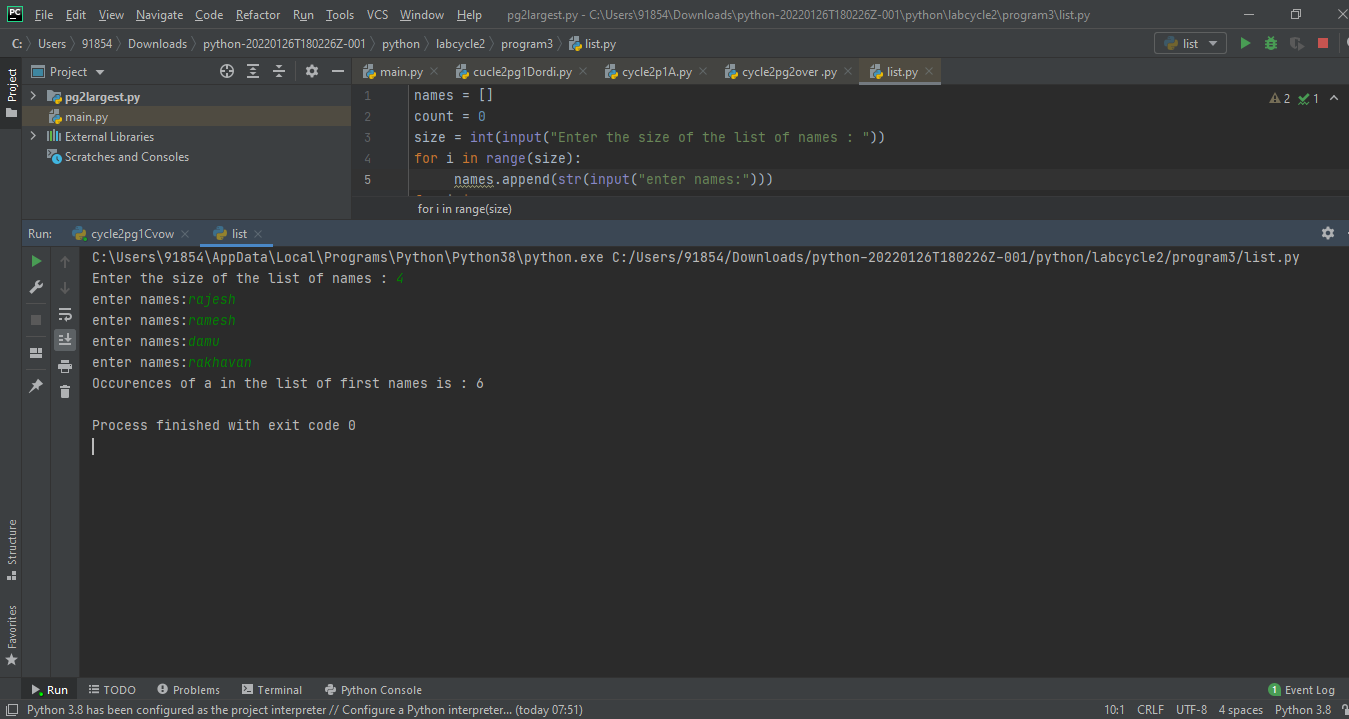 PC File Edit View Navigate Code Refactor Run Tools VCS Window Help pg2largest.py - C:\Users\91854\Downloads\python-20220126T180226Z-001\python\labcycle2\program3\list.py
C: Users 91854 Downloads python-20220126T180226Z-001 python labcycle2 program3 list.py list
Project
Project main.py cucle2pg1Dordi.py cycle2p1A.py cycle2pg2over .py list.py
pg2largest.py
main.py
External Libraries
Scratches and Consoles
1 names = [] 2 1
2 count = 0
3 size = int(input("Enter the size of the list of names : "))
4 for i in range(size):
5 names.append(str(input("enter names:")))
for i in range(size)
Run: cycle2pg1Cvow list
C:\Users\91854\AppData\Local\Programs\Python\Python38\python.exe C:/Users/91854/Downloads/python-20220126T180226Z-001/python/labcycle2/program3/list.py
Enter the size of the list of names : 4
enter names:rajesh
enter names:ramesh
enter names:damu
enter names:rakhavan
Occurences of a in the list of first names is : 6
Process finished with exit code 0
Structure
Favorites
Run TODO Problems Terminal Python Console 1 Event Log
Python 3.8 has been configured as the project interpreter // Configure a Python interpreter... (today 07:51) 10:1 CRLF UTF-8 4 spaces Python 3.8